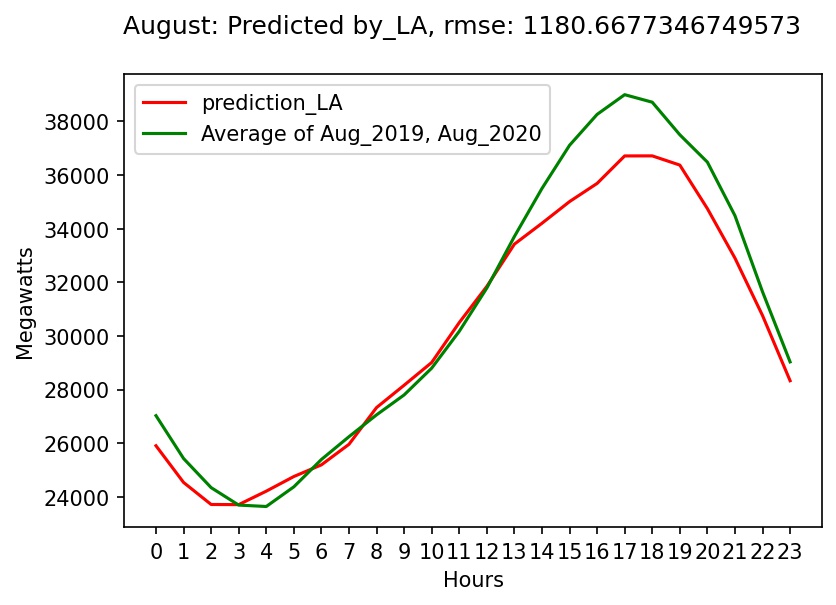 August: Predicted by_LA, rmse: 1180.6677346749573
prediction_LA
Average of Aug_2019, Aug_2020
38000
36000
34000
32000
30000
28000
26000
24000
Megawatts
0 1 2 3 4 5 6 7 8 9 10 11 12 13 14 15 16 17 18 19 20 21 22 23
Hours